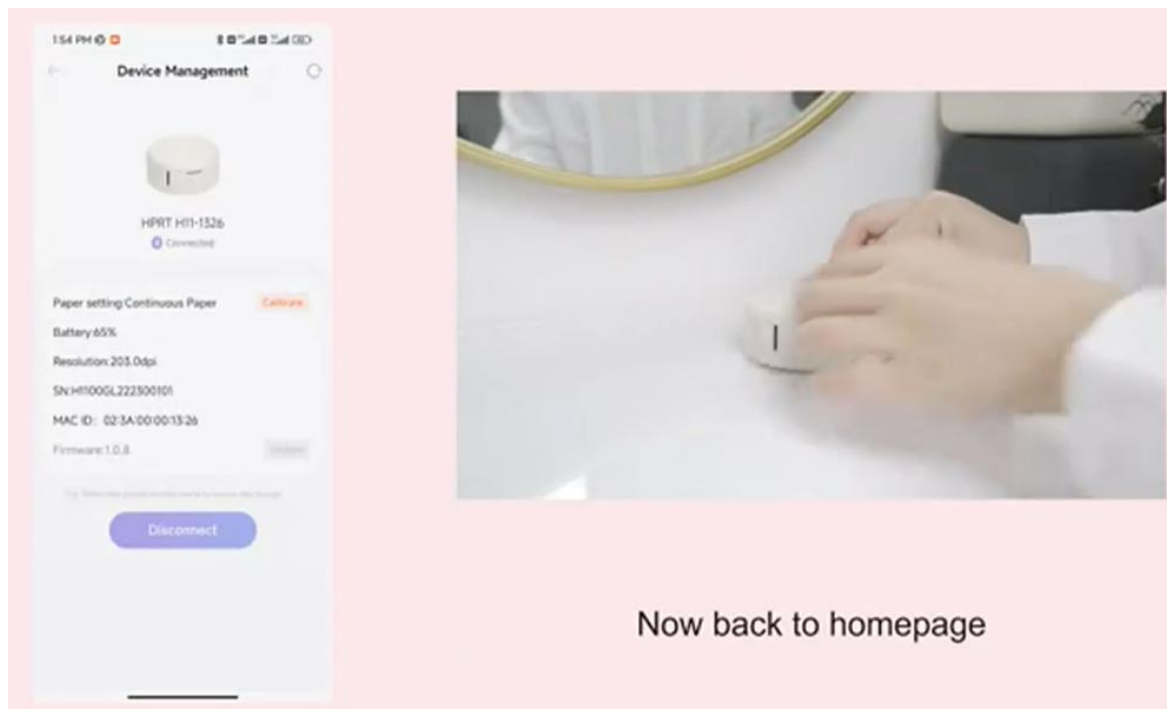 1:54 PM
Device Management
HPRT H11-1326
Connected
Paper setting:Continuous Paper
Calibrate
Battery:65%
Resolution:203.0dpi
SN:H1100GL222300101
MAC ID: 02:3A:00:00:13:26
Firmware:1.0.8
Disconnect
Now back to homepage